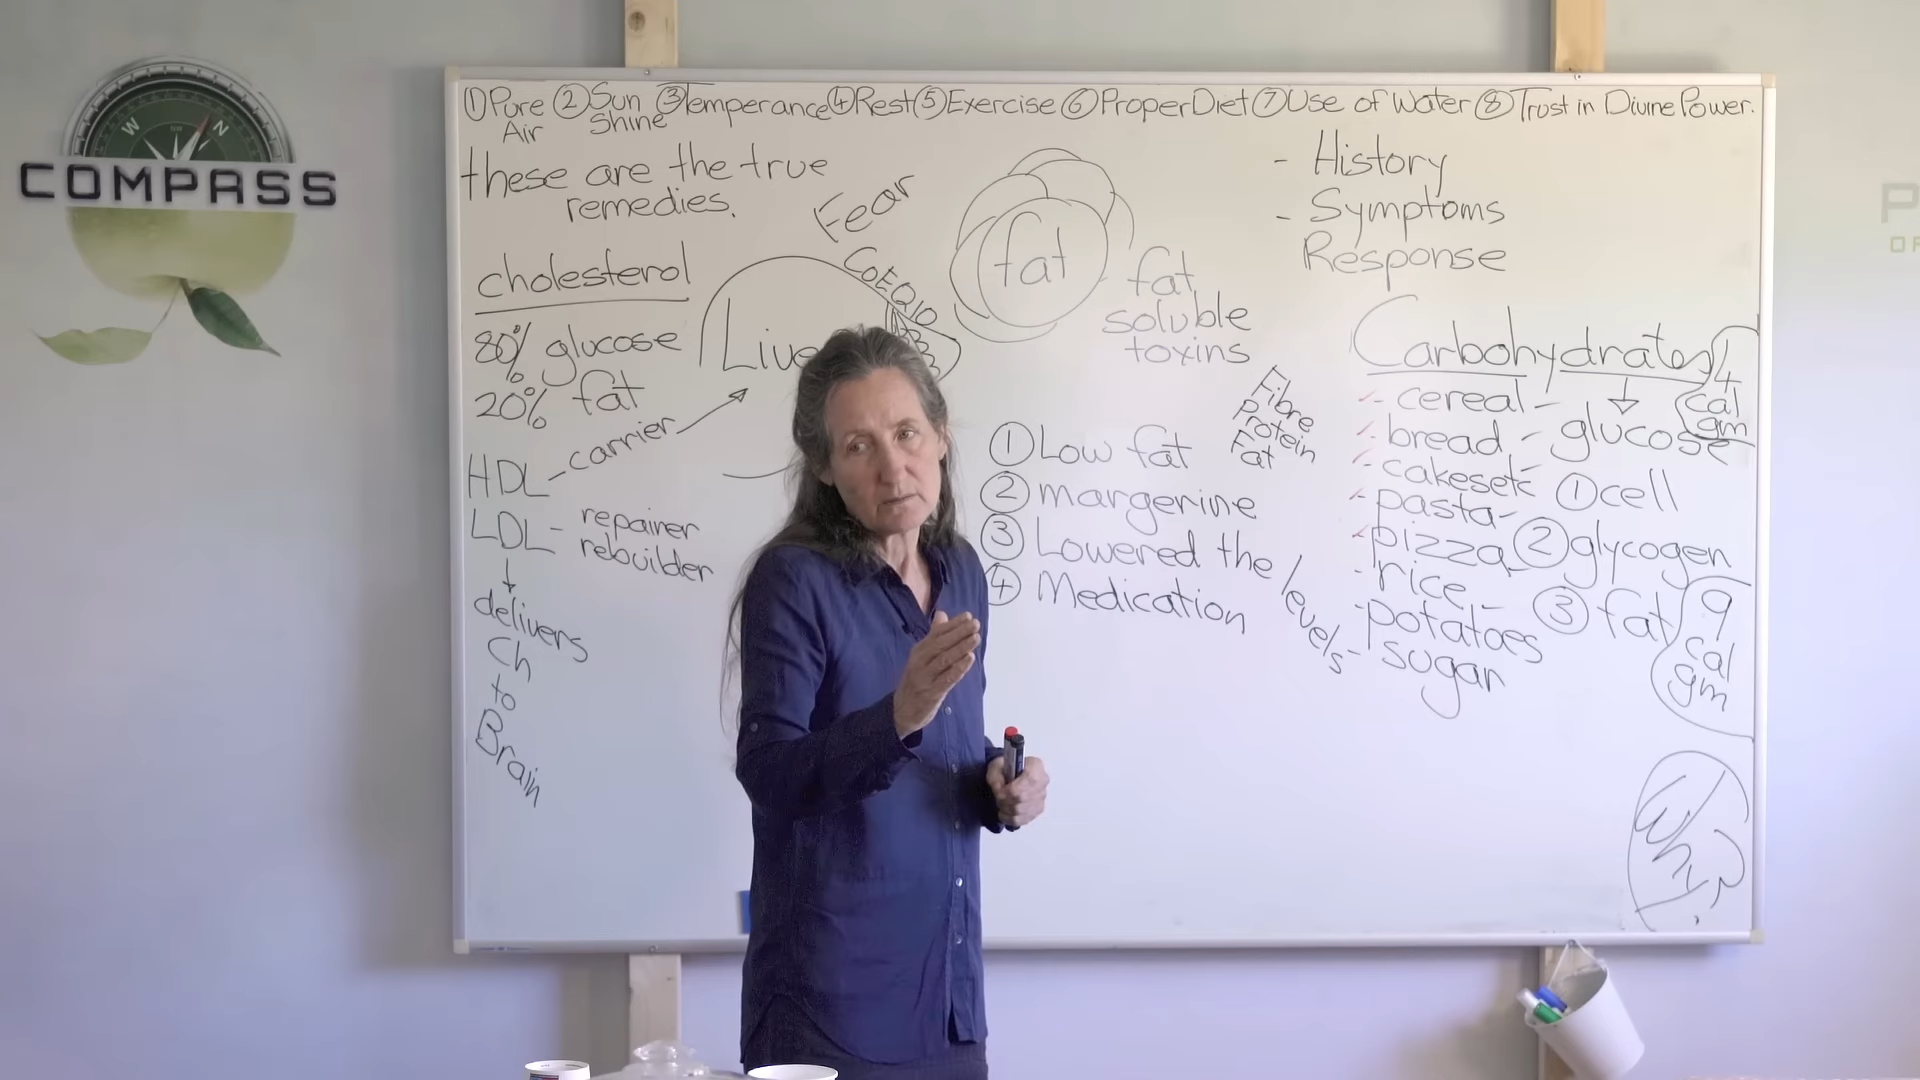 COMPASS
①Pure Air ②Sun Shine ③Temperance ④Rest ⑤Exercise ⑥Proper Diet ⑦Use of Water ⑧Trust in Divine Power.
these are the true
remedies.
cholesterol
80% glucose
20% fat
HDL - carrier
LDL - repairer
rebuilder
delivers
Ch
to
Brain
Fear
CoEQ10
Live
fat
fat
soluble
toxins
① Low fat
② margerine
③ Lowered the levels
④ Medication
Fibre
Protein
Fat
- History
- Symptoms
Response
Carbohydrates
4
cal
gm
- cereal -
- bread -
- cakes etc
- pasta -
- pizza
- rice -
- potatoes
- sugar
glucose
① cell
② glycogen
③ fat
9
cal
gm
Why?
P